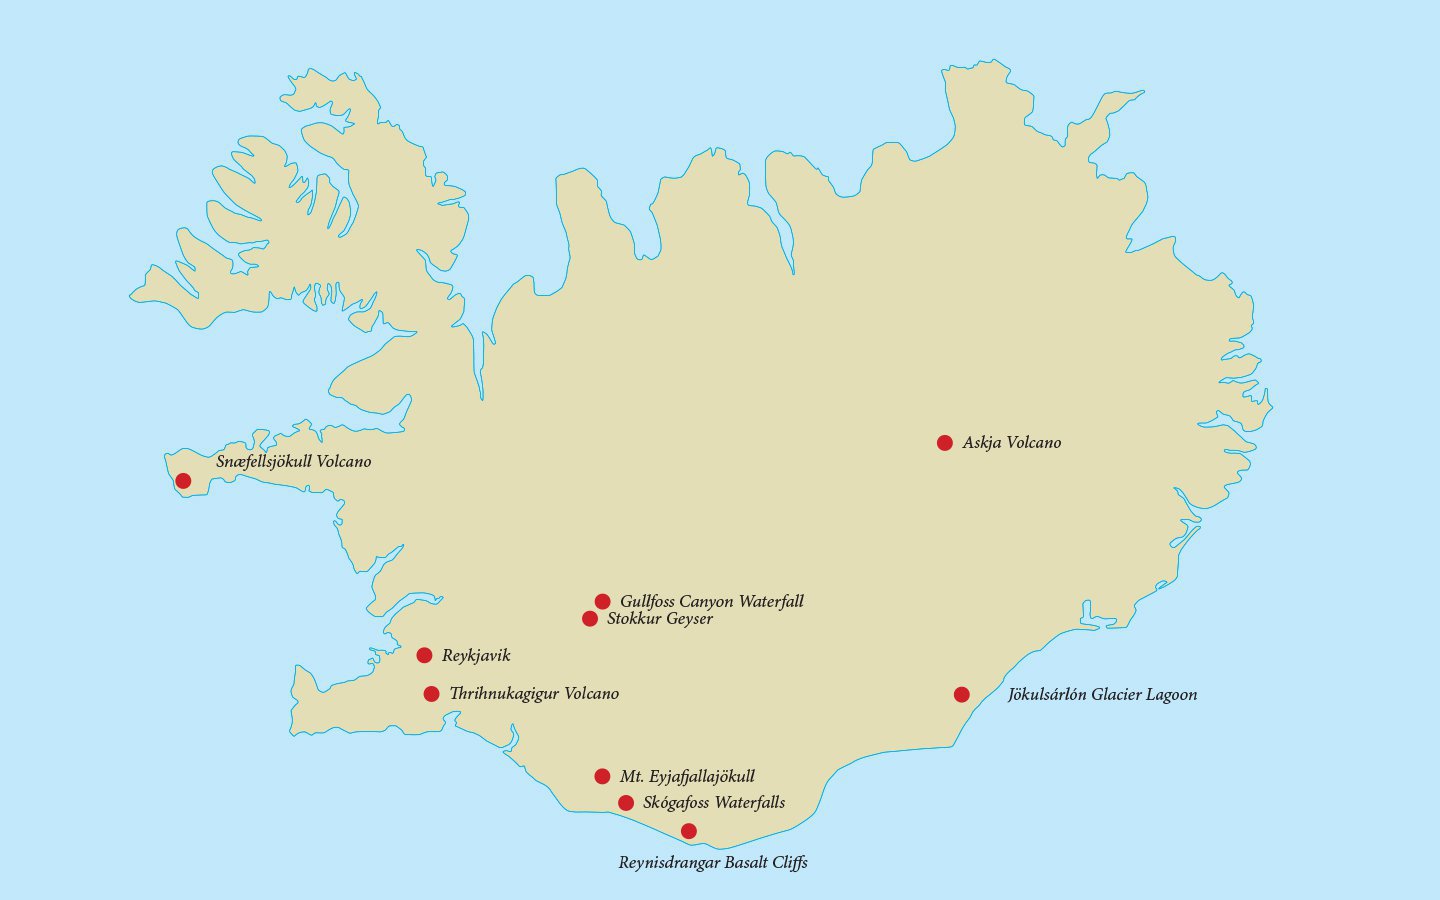 Askja Volcano
Snæfellsjökull Volcano
Gullfoss Canyon Waterfall
Stokkur Geyser
Reykjavik
Thrihnukagigur Volcano
Jökulsárlón Glacier Lagoon
Mt. Eyjafjallajökull
Skógafoss Waterfalls
Reynisdrangar Basalt Cliffs